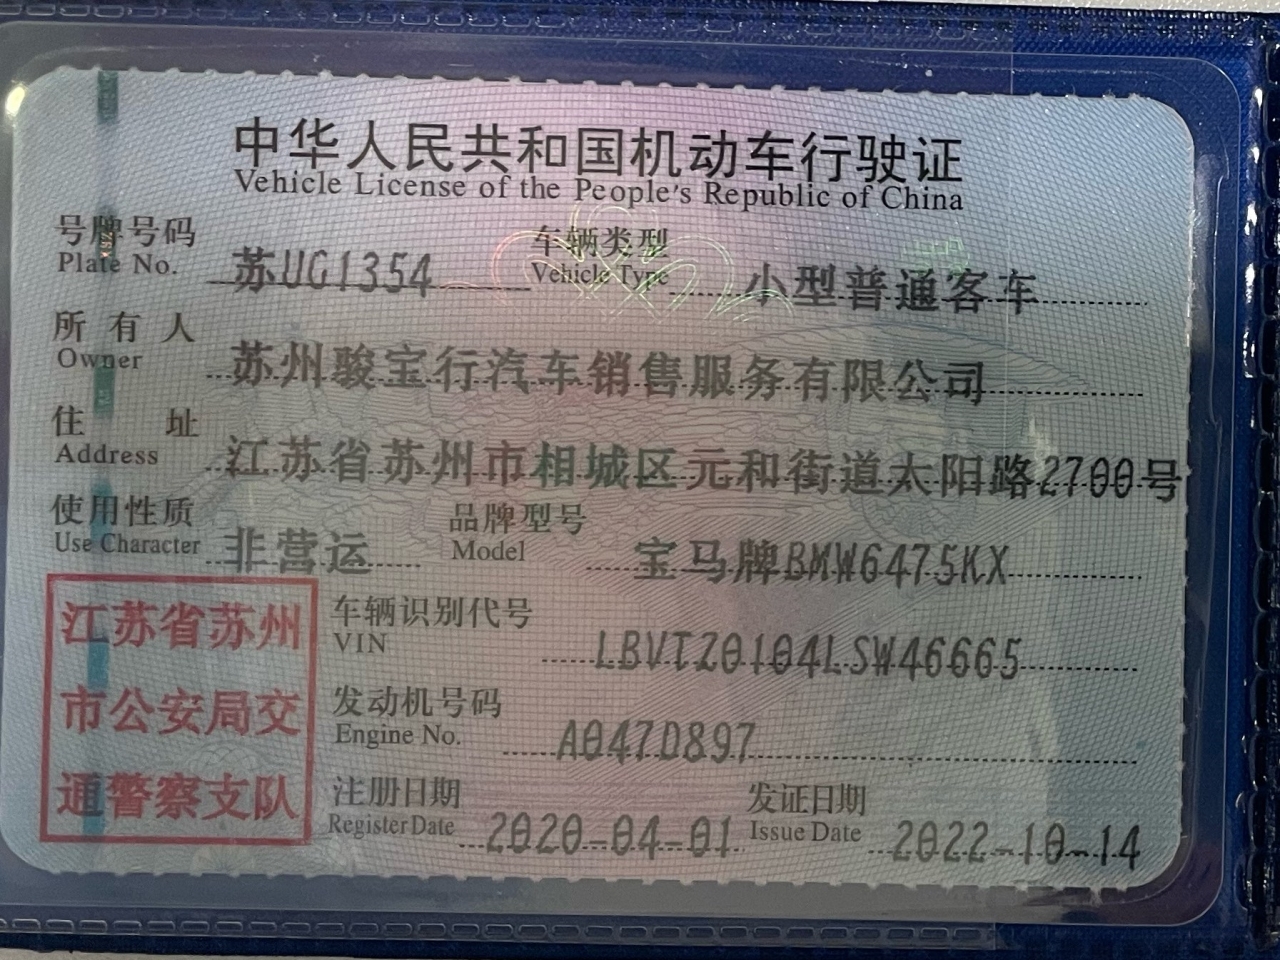 中华人民共和国机动车行驶证
Vehicle License of the People's Republic of China
号牌号码 苏UG1354 车辆类型 小型普通客车
Plate No. Vehicle Type
所有人 苏州骏宝行汽车销售服务有限公司
Owner
住址 江苏省苏州市相城区元和街道太阳路2700号
Address
使用性质 非营运 品牌型号 宝马牌BMW6475KX
Use Character Model
江苏省苏州
市公安局交
通警察支队
车辆识别代号 LBVTZ0104LSW46665
VIN
发动机号码 A047D897
Engine No.
注册日期 2020-04-01 发证日期 2022-10-14
Register Date Issue Date